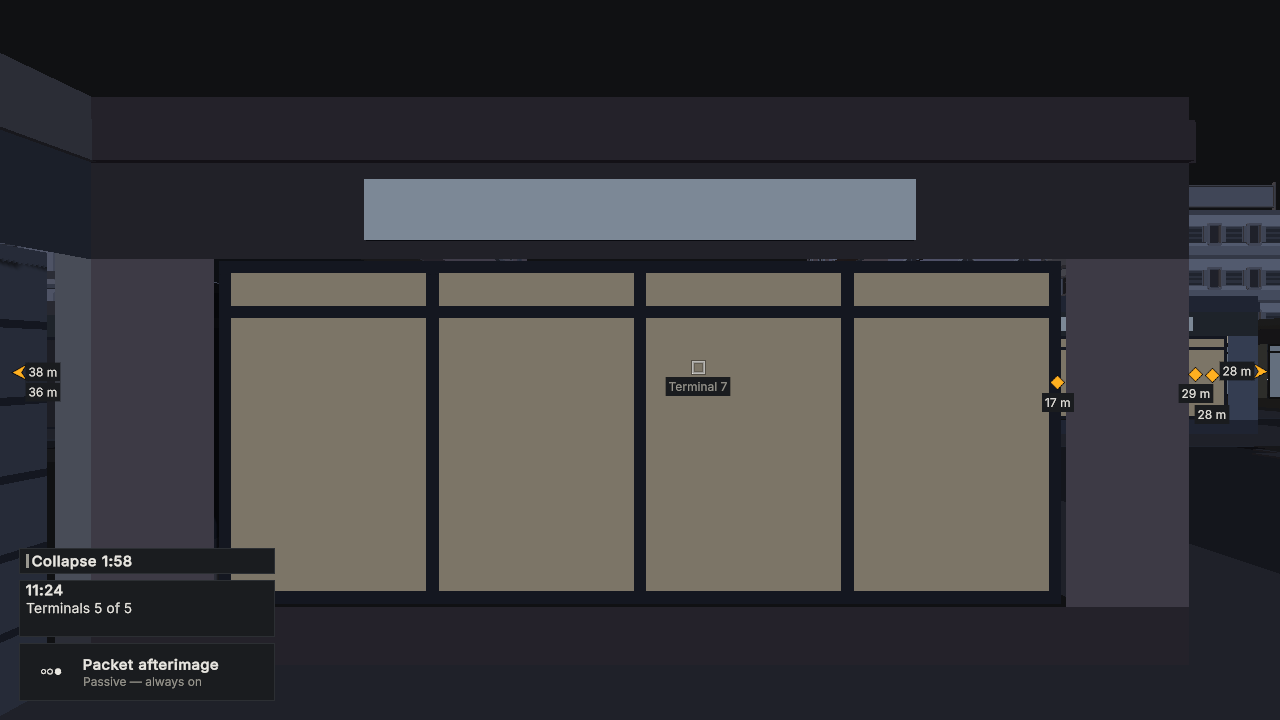 38 m
36 m
Terminal 7
17 m
28 m
29 m
28 m
Collapse 1:58
11:24
Terminals 5 of 5
Packet afterimage
Passive — always on